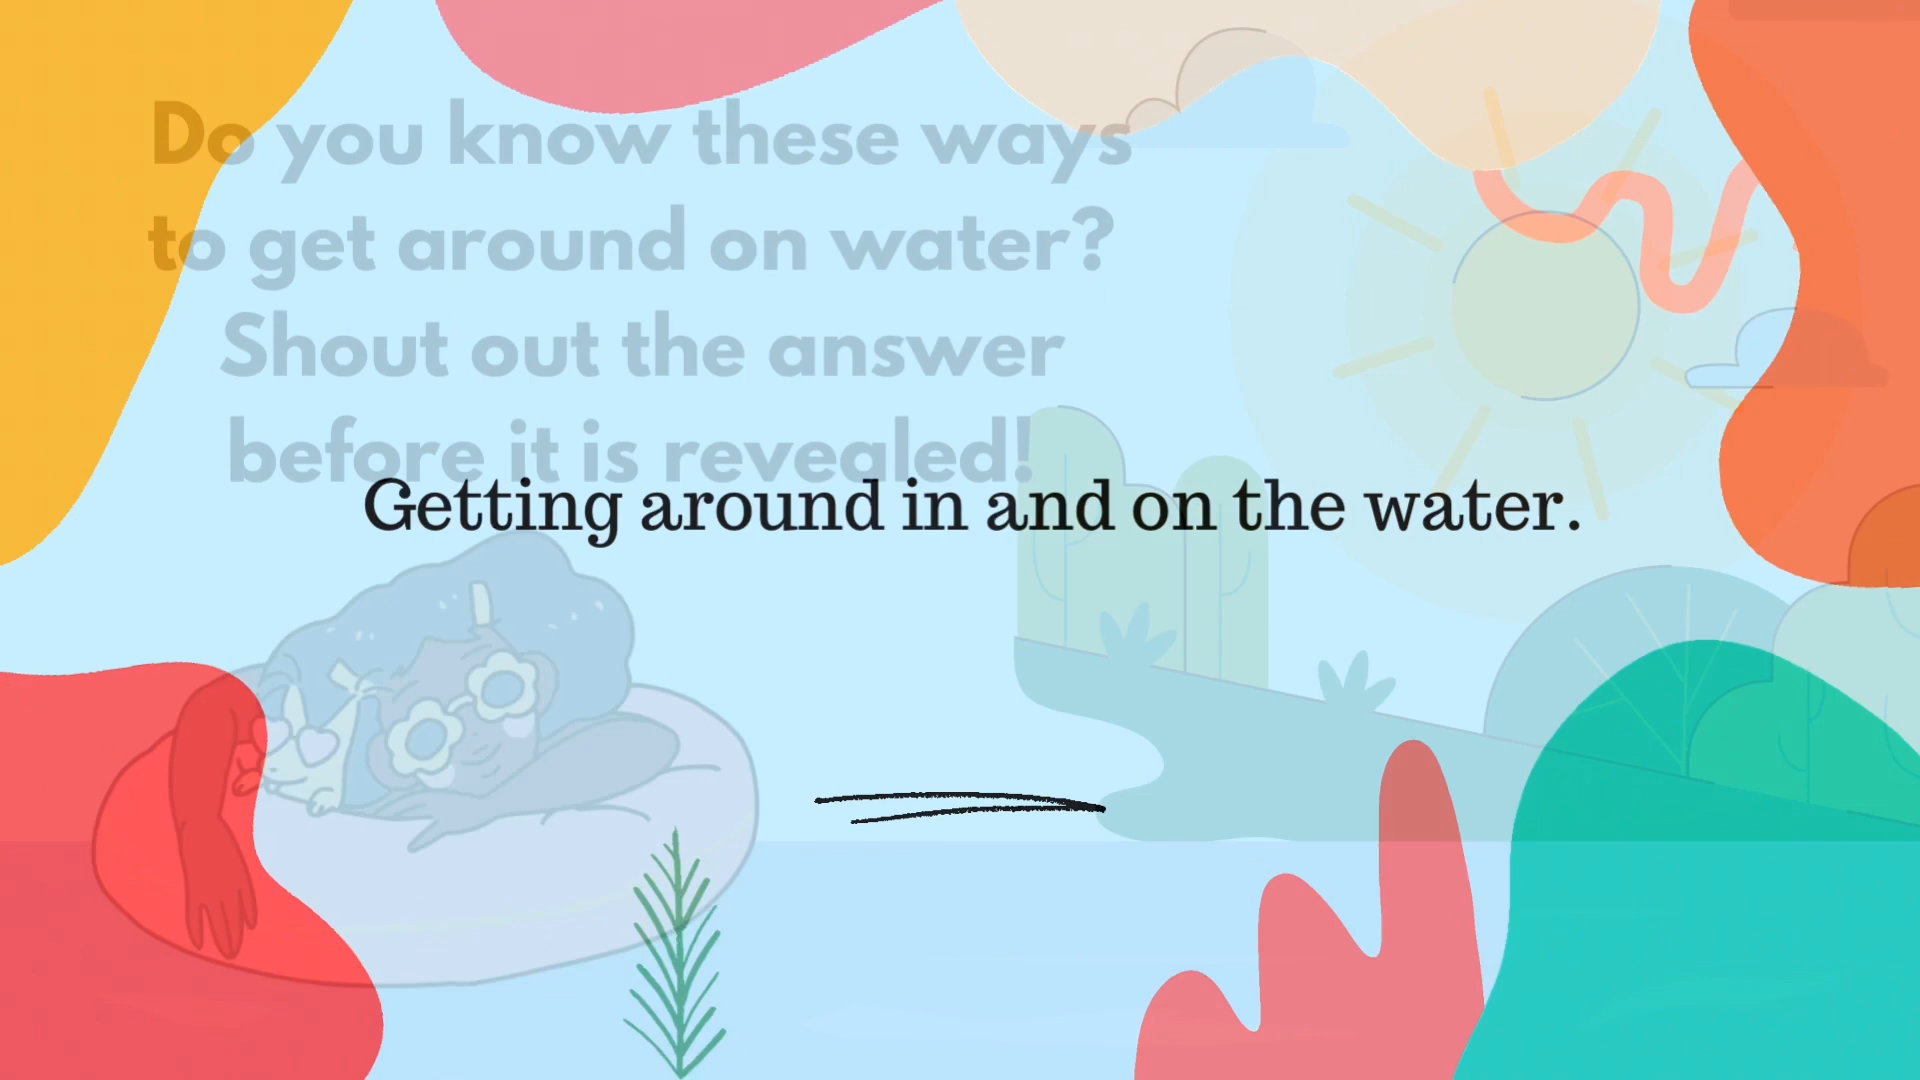 Do you know these ways
to get around on water?
Shout out the answer
before it is revealed!
Getting around in and on the water.